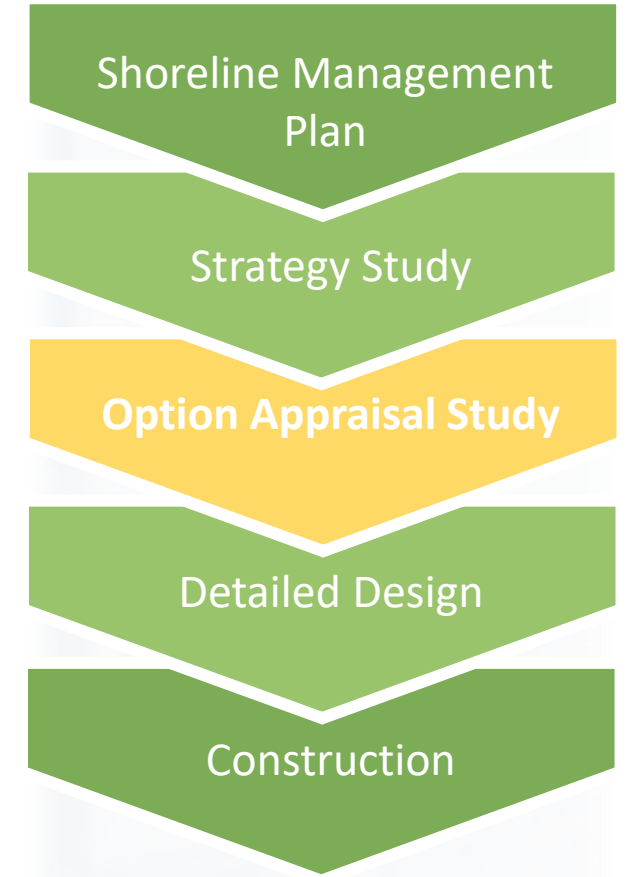 Shoreline Management
Plan
Strategy Study
Option Appraisal Study
Detailed Design
Construction